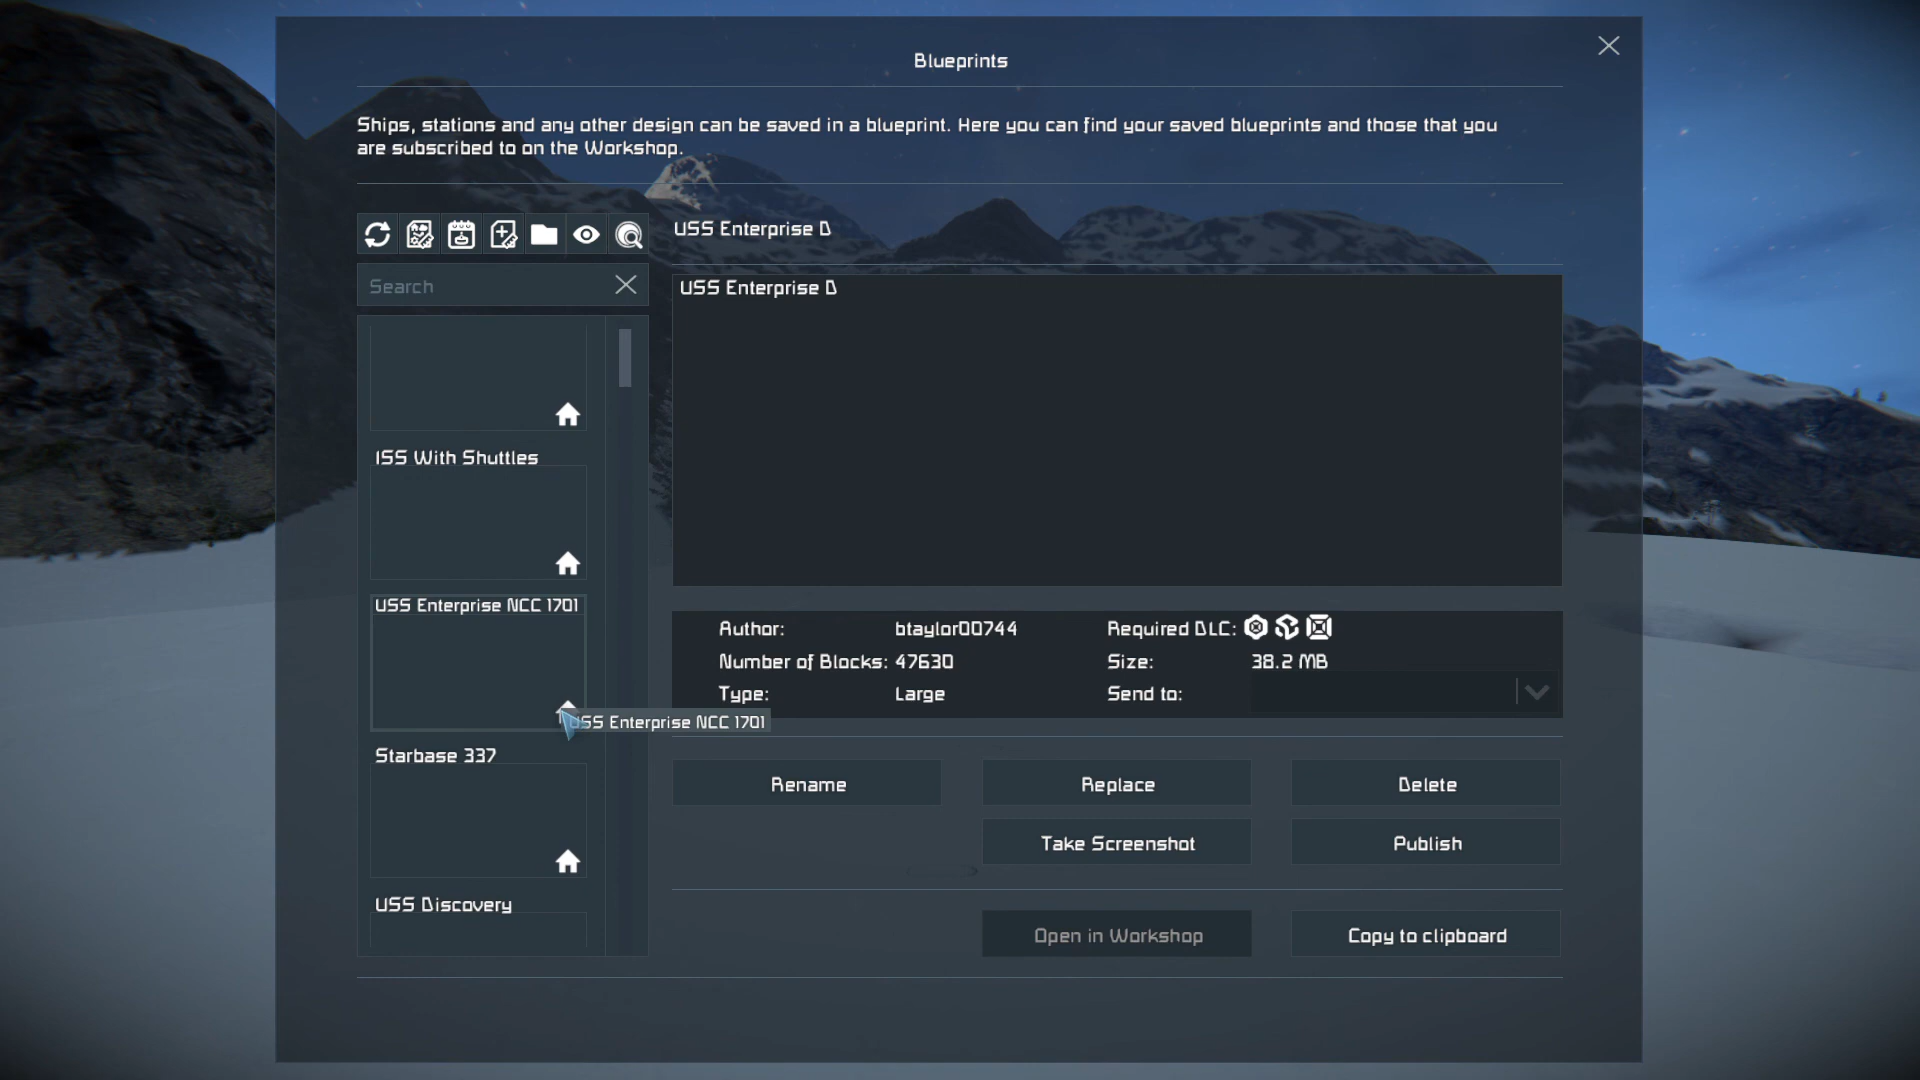 Blueprints
Ships, stations and any other design can be saved in a blueprint. Here you can find your saved blueprints and those that you
are subscribed to on the Workshop.
Search
ISS With Shuttles
USS Enterprise NCC 1701
USS Enterprise NCC 1701
Starbase 337
USS Discovery
USS Enterprise D
USS Enterprise D
Author: btaylor00744 Required DLC:
Number of Blocks: 47630 Size: 38.2 MB
Type: Large Send to:
Rename Replace Delete
Take Screenshot Publish
Open in Workshop Copy to clipboard